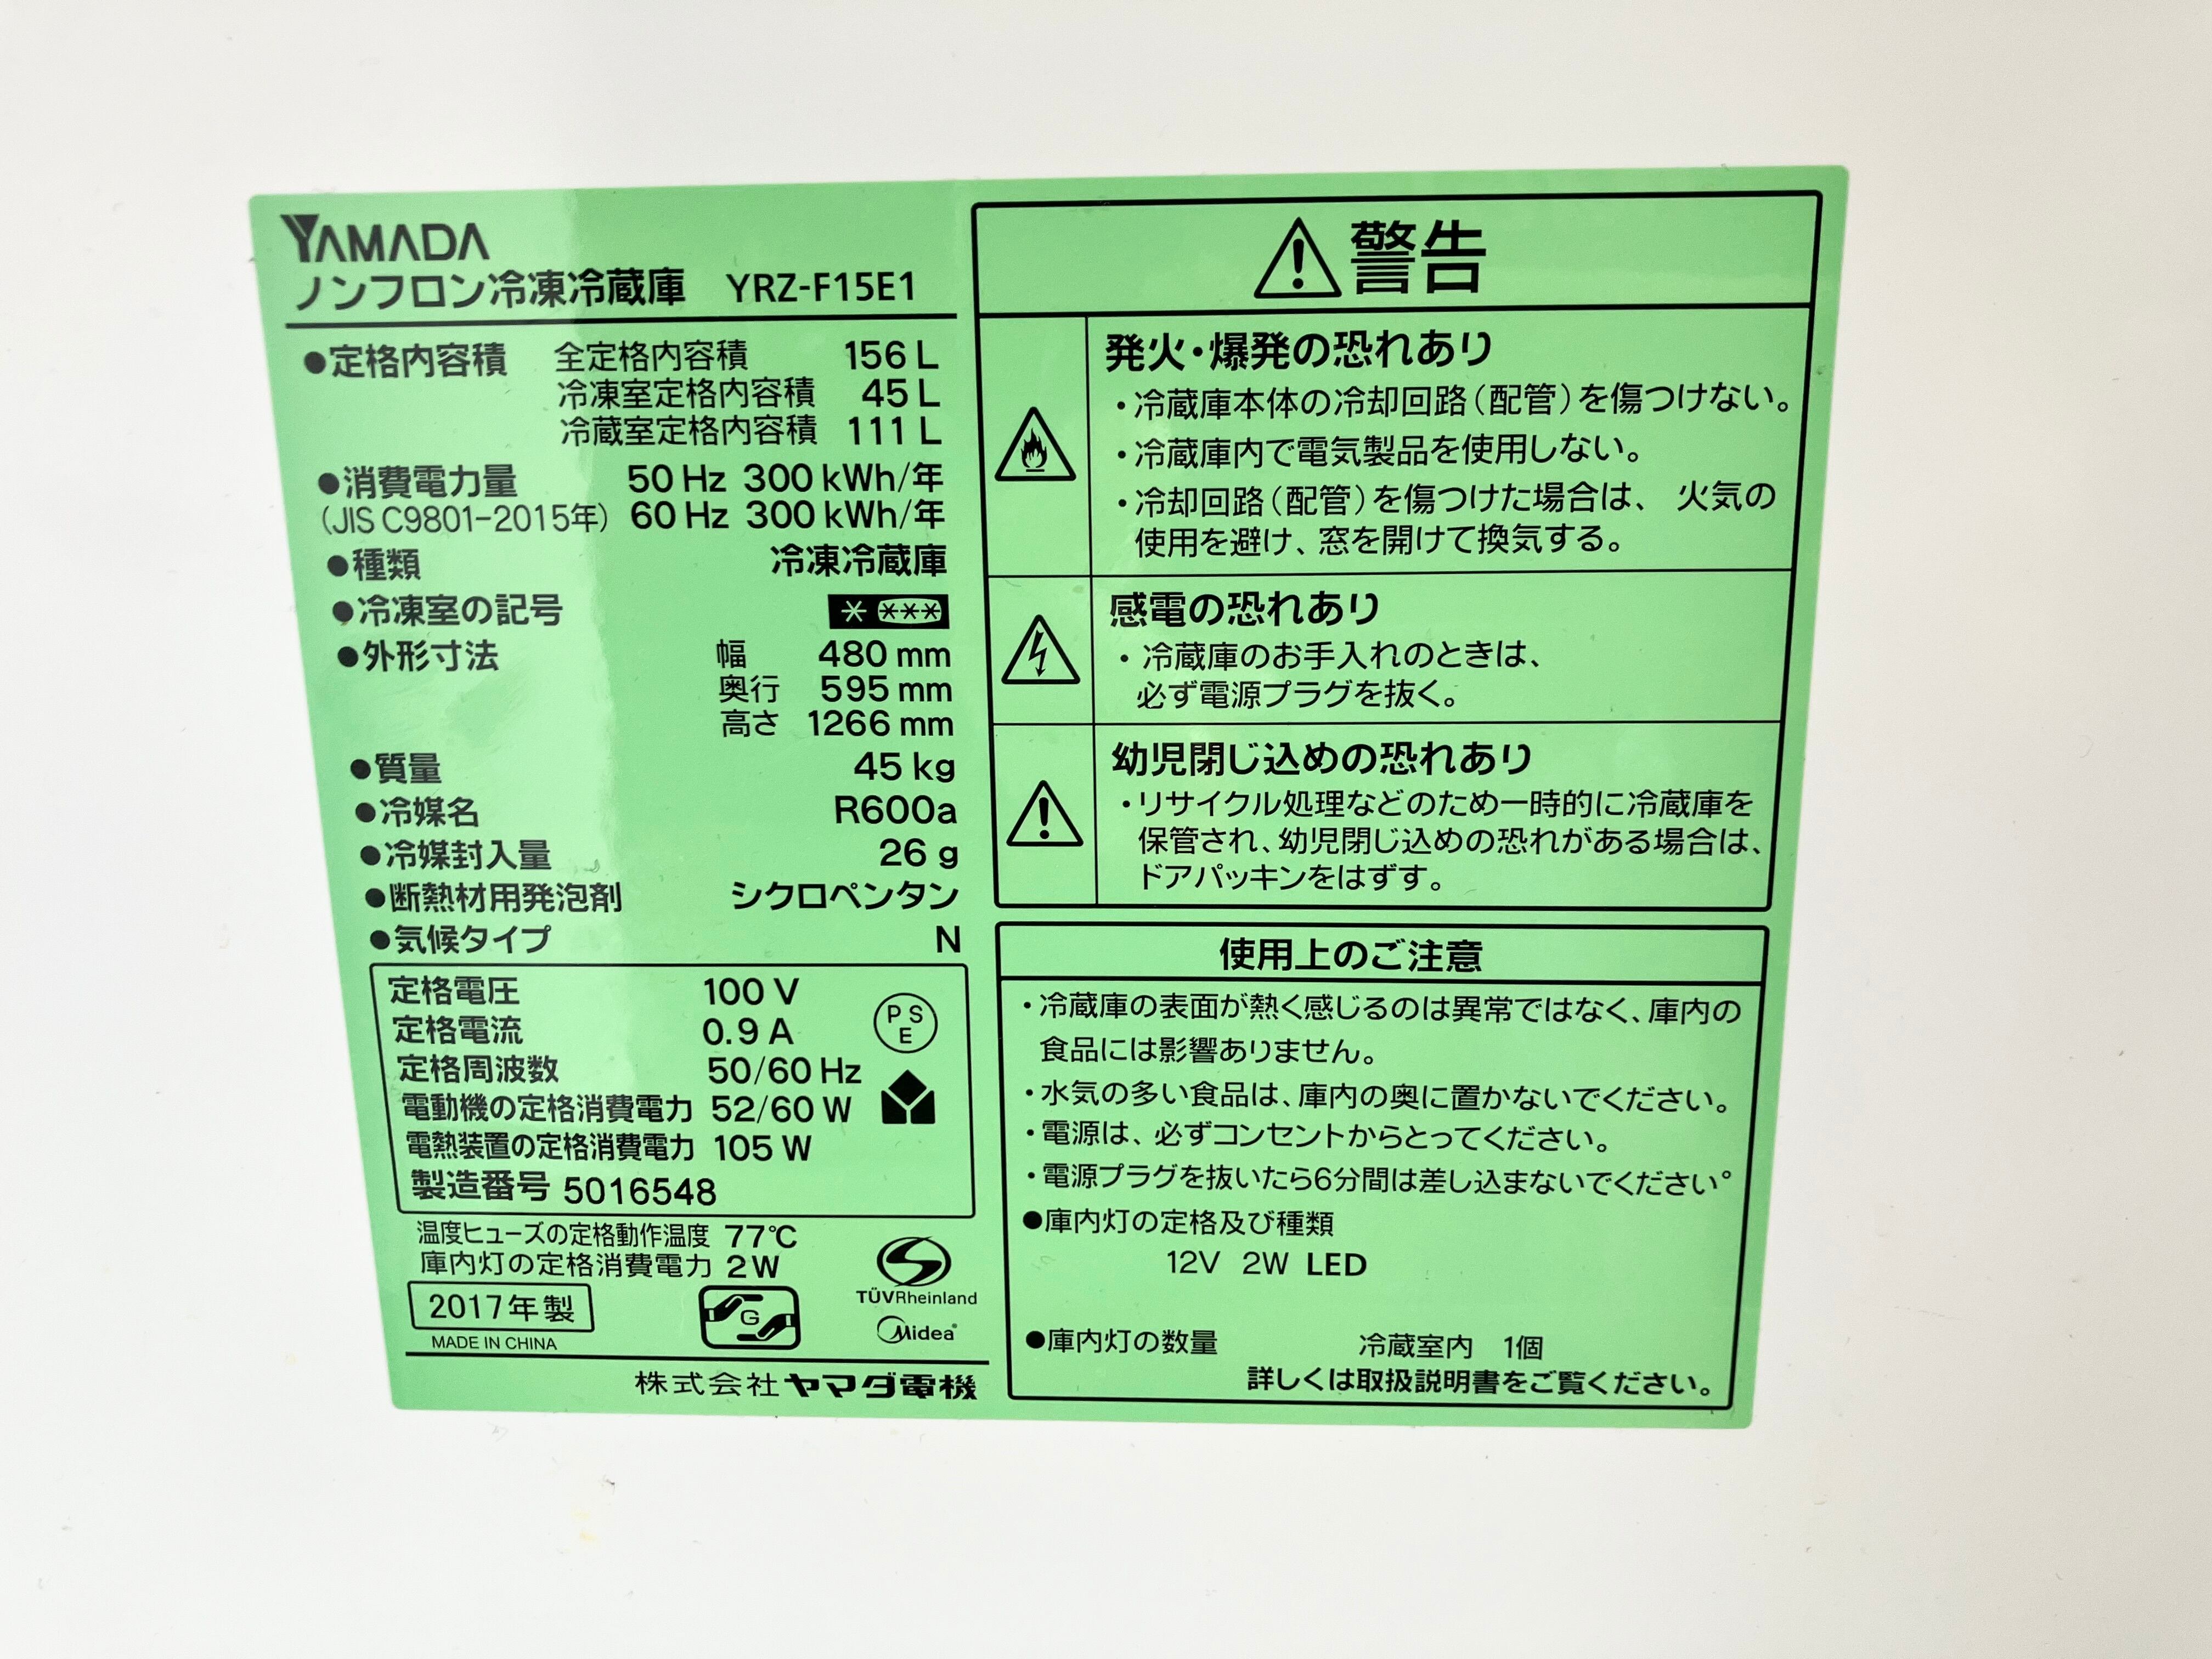 YAMADA
ノンフロン冷凍冷蔵庫 YRZ-F15E1
●定格内容積 全定格内容積 156 L
冷凍室定格内容積 45 L
冷蔵室定格内容積 111 L
●消費電力量 50 Hz 300 kWh/年
(JIS C9801-2015年) 60 Hz 300 kWh/年
●種類 冷凍冷蔵庫
●冷凍室の記号 * ***
●外形寸法 幅 480 mm
奥行 595 mm
高さ 1266 mm
●質量 45 kg
●冷媒名 R600a
●冷媒封入量 26 g
●断熱材用発泡剤 シクロペンタン
●気候タイプ N
定格電圧 100 V
定格電流 0.9 A
定格周波数 50/60 Hz
電動機の定格消費電力 52/60 W
電熱装置の定格消費電力 105 W
製造番号 5016548
P S
E
温度ヒューズの定格動作温度 77℃
庫内灯の定格消費電力 2 W
2017年製
MADE IN CHINA
G
TÜVRheinland
Midea®
株式会社ヤマダ電機
警告
発火・爆発の恐れあり
・冷蔵庫本体の冷却回路(配管)を傷つけない。
・冷蔵庫内で電気製品を使用しない。
・冷却回路(配管)を傷つけた場合は、 火気の
使用を避け、窓を開けて換気する。
感電の恐れあり
・冷蔵庫のお手入れのときは、
必ず電源プラグを抜く。
幼児閉じ込めの恐れあり
・リサイクル処理などのため一時的に冷蔵庫を
保管され、幼児閉じ込めの恐れがある場合は、
ドアパッキンをはずす。
使用上のご注意
・冷蔵庫の表面が熱く感じるのは異常ではなく、庫内の
食品には影響ありません。
・水気の多い食品は、庫内の奥に置かないでください。
・電源は、必ずコンセントからとってください。
・電源プラグを抜いたら6分間は差し込まないでください。
●庫内灯の定格及び種類
12V 2W LED
●庫内灯の数量 冷蔵室内 1個
詳しくは取扱説明書をご覧ください。